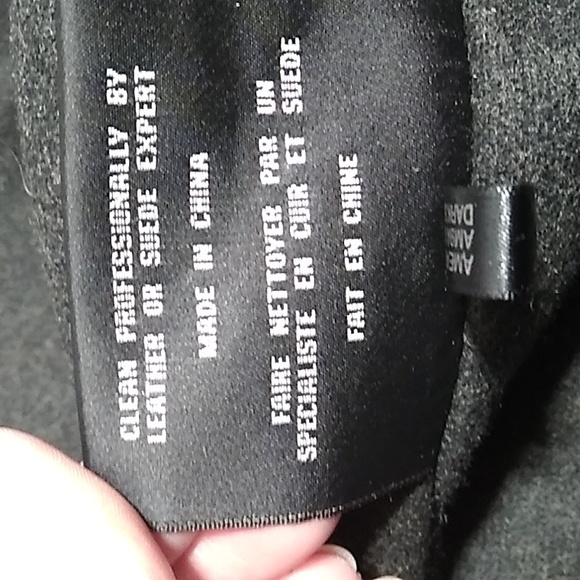 CLEAN PROFESSIONALLY BY
LEATHER OR SUEDE EXPERT
MADE IN CHINA
FAIRE NETTOYER PAR UN
SPECIALISTE EN CUIR ET SUEDE
FAIT EN CHINE